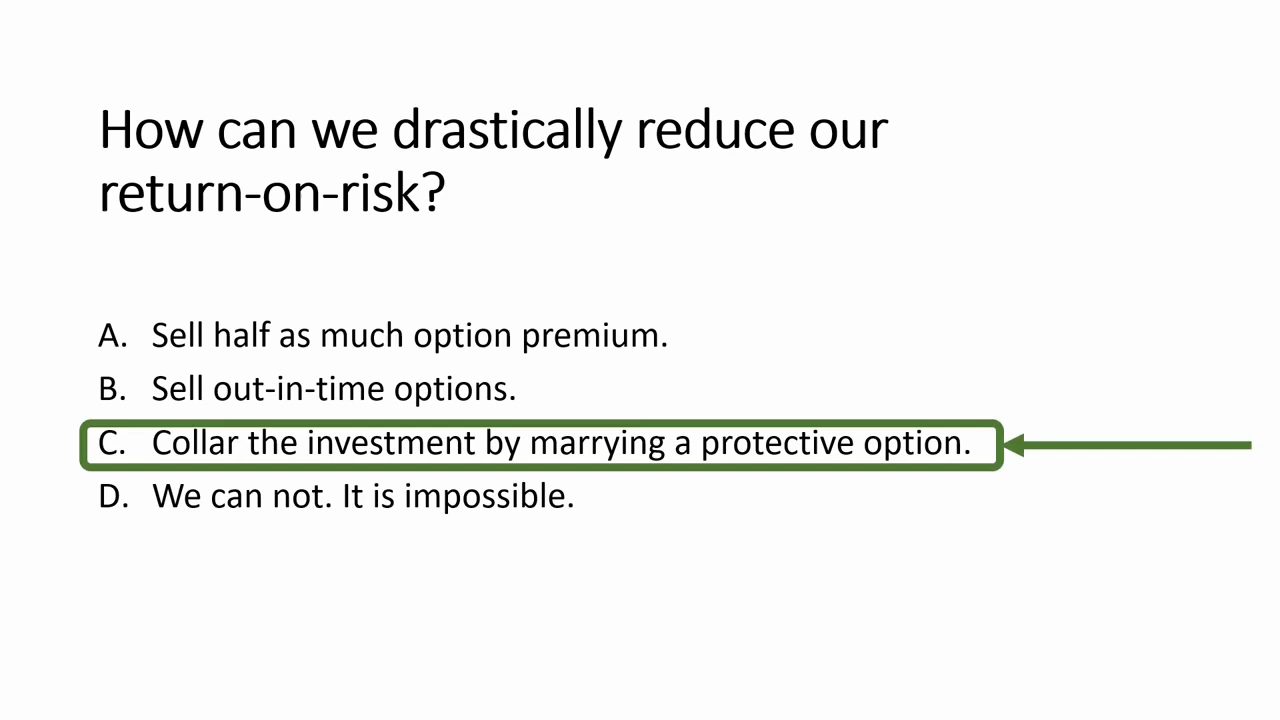 How can we drastically reduce our
return-on-risk?
A. Sell half as much option premium.
B. Sell out-in-time options.
C. Collar the investment by marrying a protective option.
D. We can not. It is impossible.